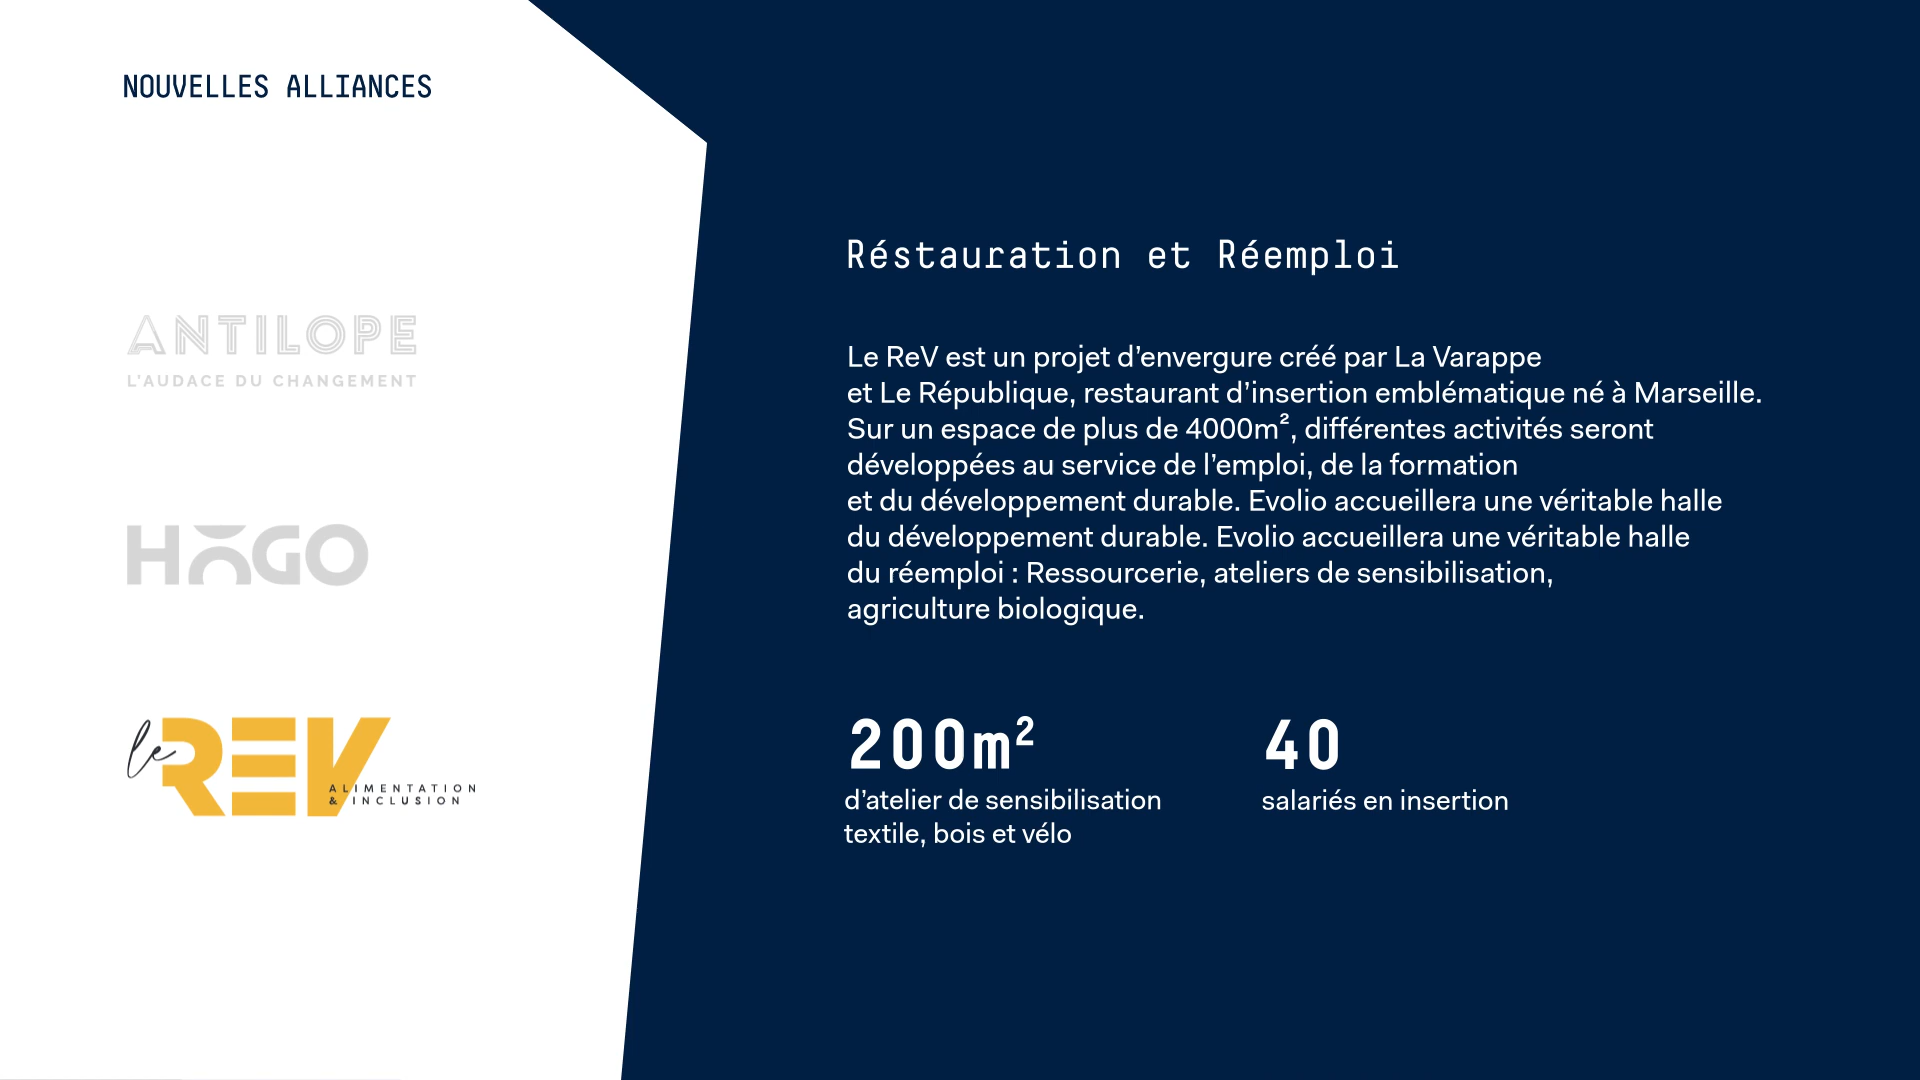 NOUVELLES ALLIANCES
ANTILOPE
L'AUDACE DU CHANGEMENT
HOGO
le REV
ALIMENTATION
& INCLUSION
Réstauration et Réemploi
Le ReV est un projet d’envergure créé par La Varappe
et Le République, restaurant d’insertion emblématique né à Marseille.
Sur un espace de plus de 4000m², différentes activités seront
développées au service de l’emploi, de la formation
et du développement durable. Evolio accueillera une véritable halle
du développement durable. Evolio accueillera une véritable halle
du réemploi : Ressourcerie, ateliers de sensibilisation,
agriculture biologique.
200m²
d’atelier de sensibilisation
textile, bois et vélo
40
salariés en insertion